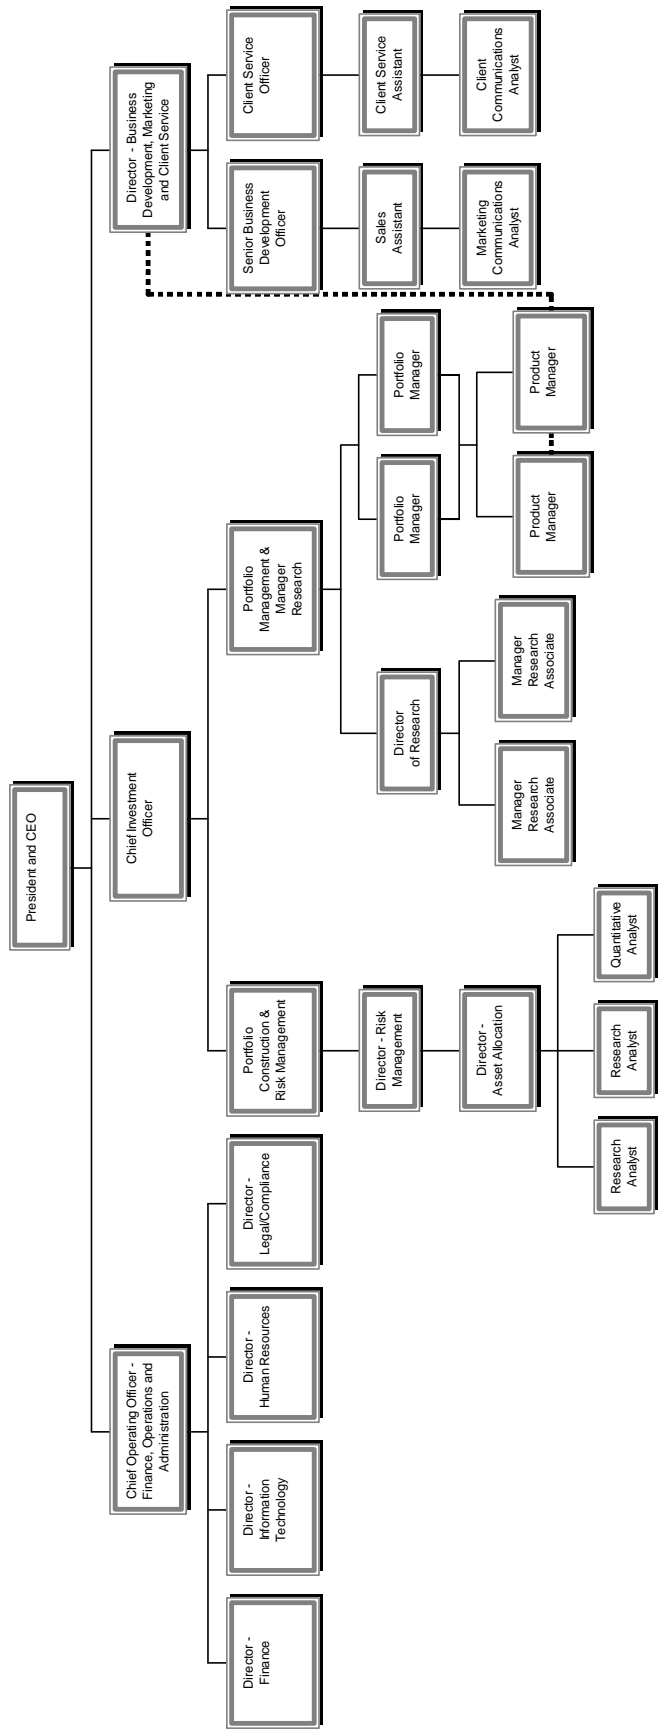 President and CEO
Chief Operating Officer -
Finance, Operations and
Administration
Chief Investment
Officer
Director - Business
Development, Marketing
and Client Service
Director -
Finance
Director -
Information
Technology
Director -
Human Resources
Director -
Legal/Compliance
Portfolio
Construction &
Risk Management
Portfolio
Management &
Manager
Research
Senior Business
Development
Officer
Client Service
Officer
Director - Risk
Management
Director
of Research
Portfolio
Manager
Portfolio
Manager
Sales
Assistant
Client Service
Assistant
Director -
Asset Allocation
Manager
Research
Associate
Manager
Research
Associate
Product
Manager
Product
Manager
Marketing
Communications
Analyst
Client
Communications
Analyst
Research
Analyst
Research
Analyst
Quantitative
Analyst